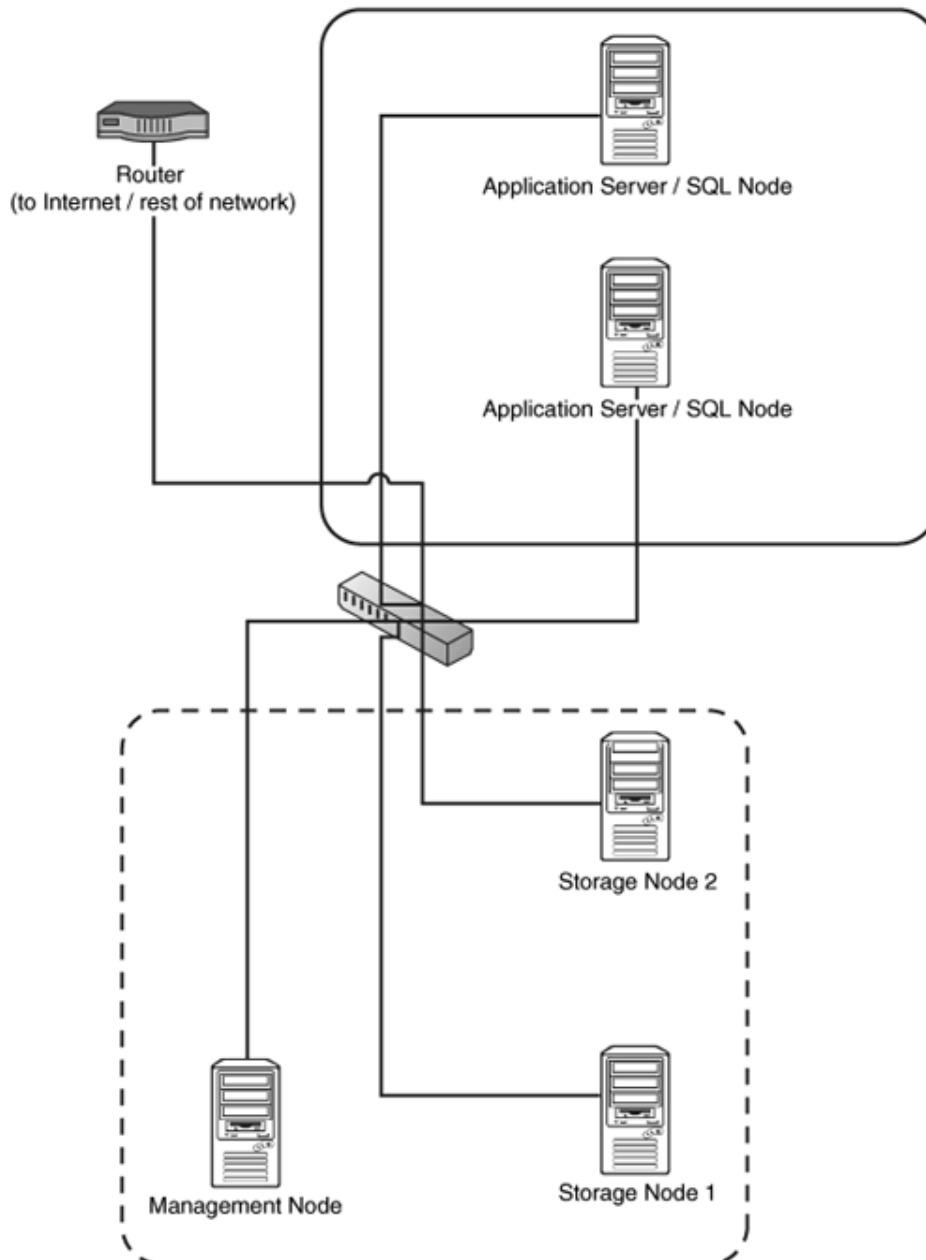 Router
(to Internet / rest of network)
Application Server / SQL Node
Application Server / SQL Node
Storage Node 2
Management Node
Storage Node 1